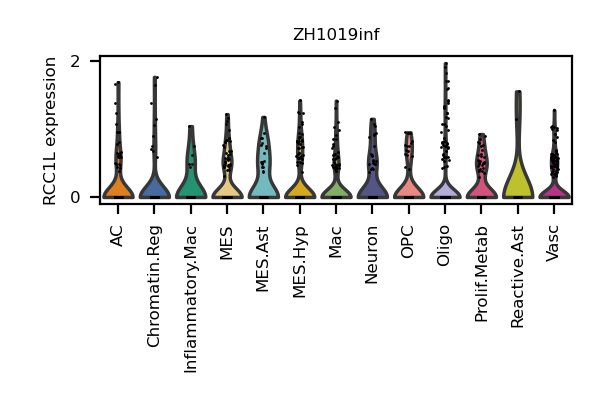 ZH1019inf
RCC1L expression
2
0
AC
Chromatin.Reg
Inflammatory.Mac
MES
MES.Ast
MES.Hyp
Mac
Neuron
OPC
Oligo
Prolif.Metab
Reactive.Ast
Vasc